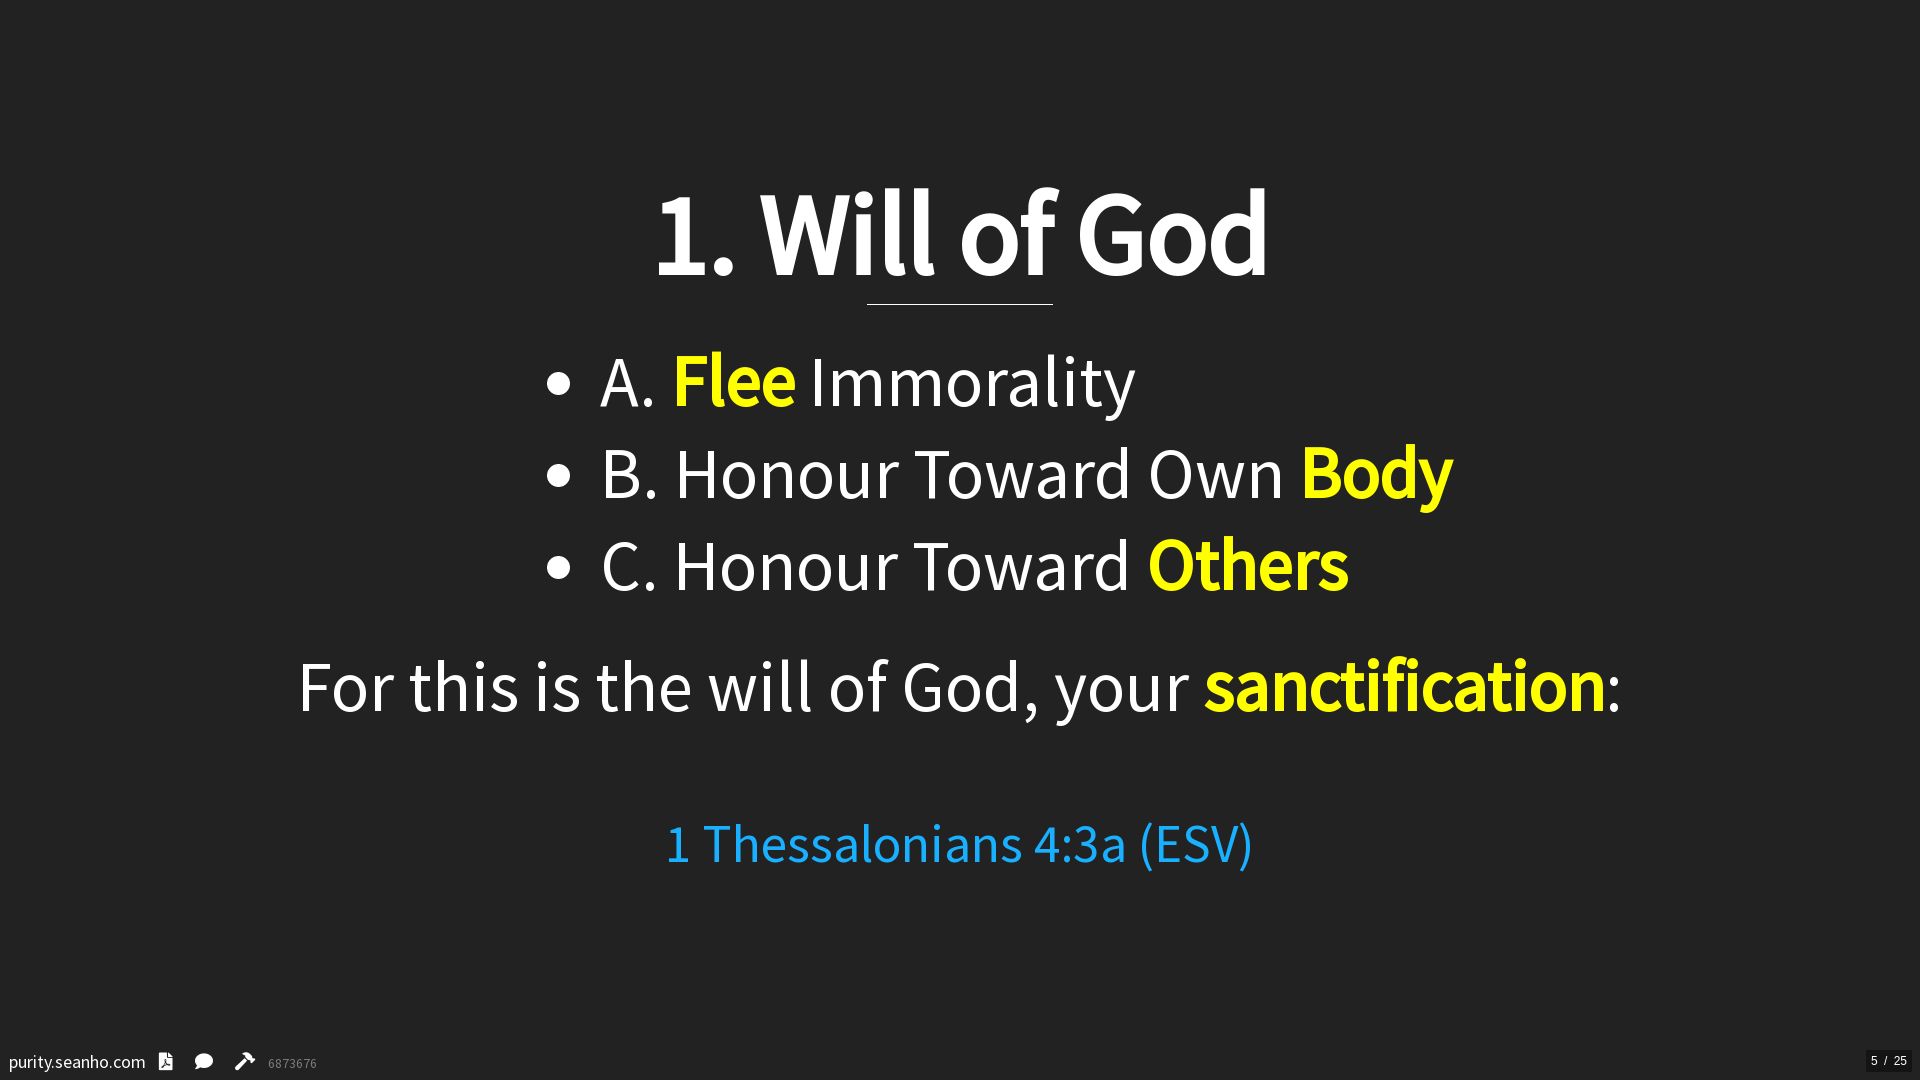 1. Will of God
A. Flee Immorality
B. Honour Toward Own Body
C. Honour Toward Others
For this is the will of God, your sanctification:
1 Thessalonians 4:3a (ESV)
purity.seanho.com 6873676
5 / 25